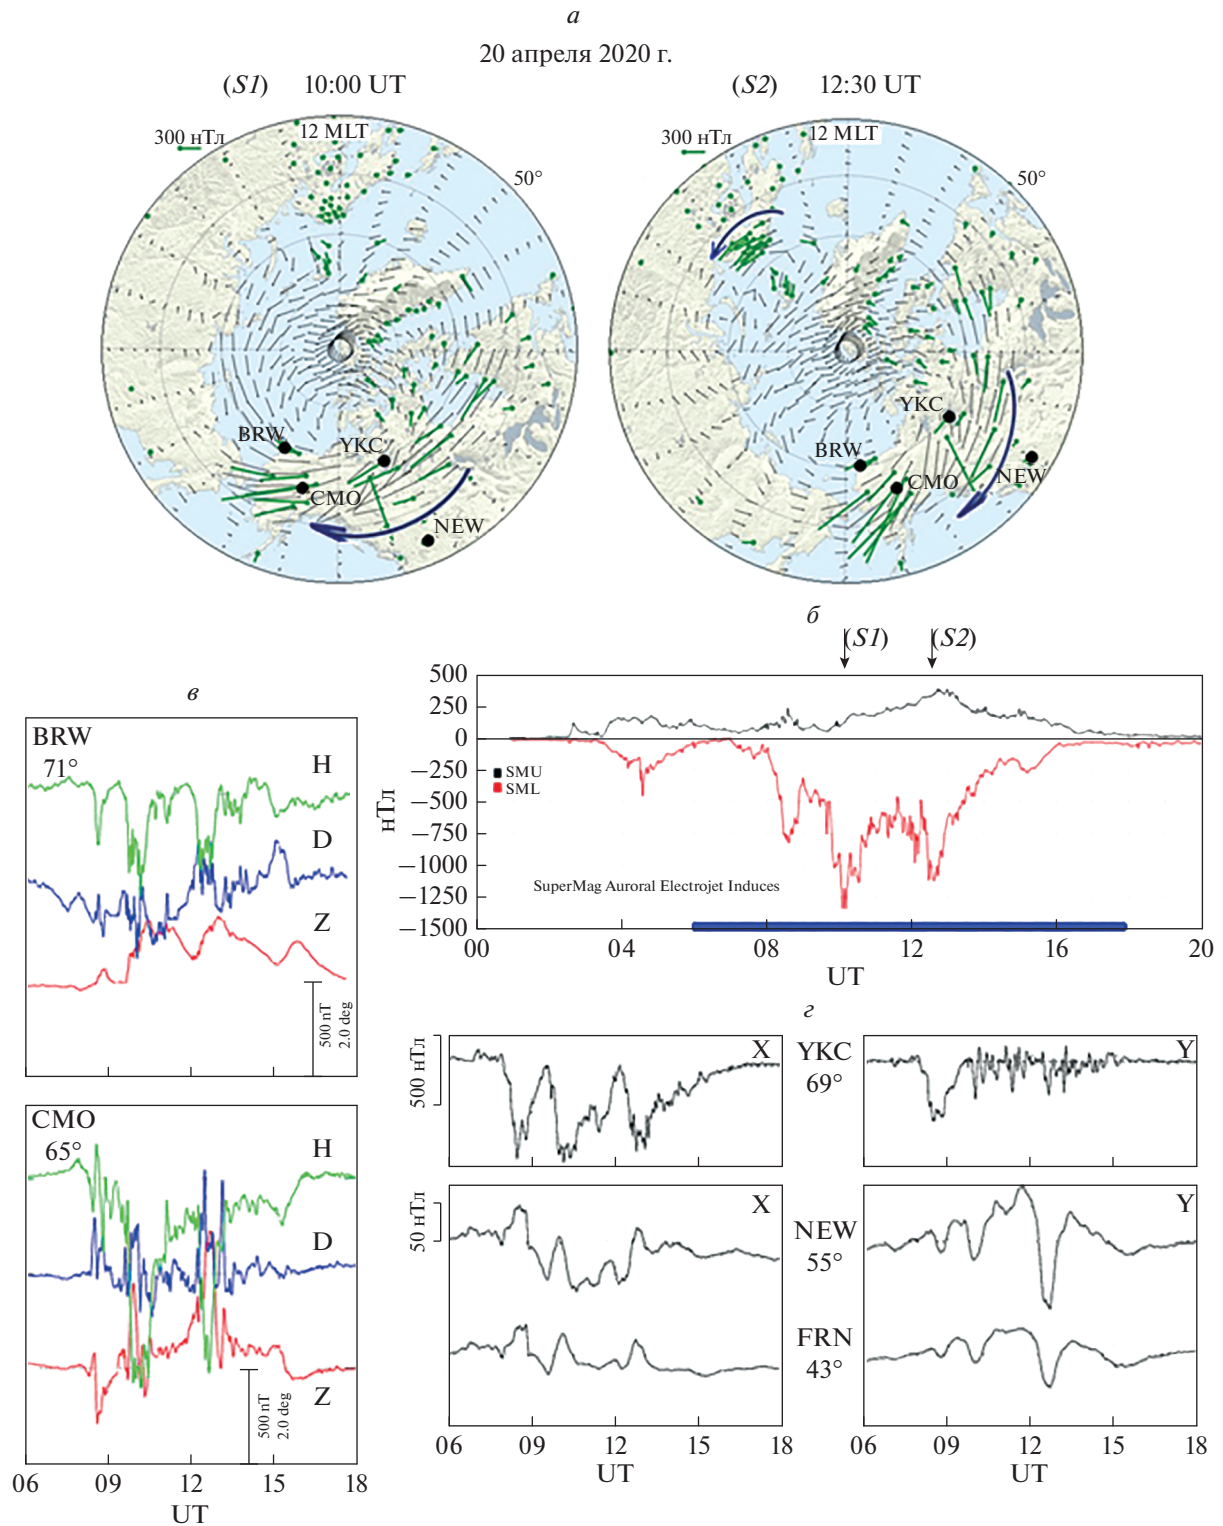 а
20 апреля 2020 г.
(S1) 10:00 UT
(S2) 12:30 UT
300 нТл
12 MLT
50°
BRW
YKC
CMO
NEW
300 нТл
12 MLT
50°
YKC
BRW
CMO
NEW
б
(S1)
(S2)
500
250
0
−250
−500
−750
−1000
−1250
−1500
нТл
SMU
SML
SuperMag Auroral Electrojet Induces
00 04 08 12 16 20
UT
в
BRW
71°
H
D
Z
500 nT
2.0 deg
CMO
65°
H
D
Z
500 nT
2.0 deg
06 09 12 15 18
UT
г
500 нТл
X
YKC
69°
Y
50 нТл
X
NEW
55°
Y
FRN
43°
06 09 12 15 18
UT
06 09 12 15 18
UT